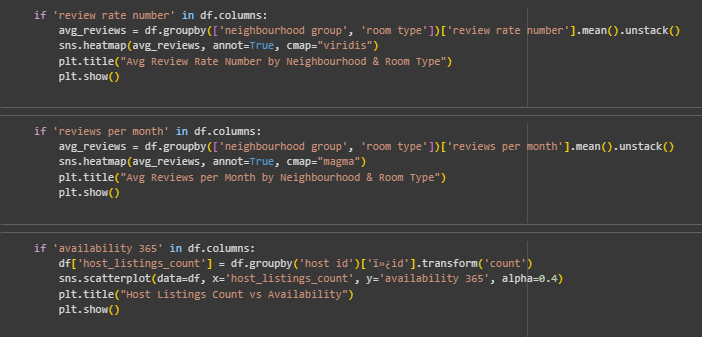 if 'review rate number' in df.columns:
    avg_reviews = df.groupby(['neighbourhood group', 'room type'])['review rate number'].mean().unstack()
    sns.heatmap(avg_reviews, annot=True, cmap="viridis")
    plt.title("Avg Review Rate Number by Neighbourhood & Room Type")
    plt.show()
if 'reviews per month' in df.columns:
    avg_reviews = df.groupby(['neighbourhood group', 'room type'])['reviews per month'].mean().unstack()
    sns.heatmap(avg_reviews, annot=True, cmap="magma")
    plt.title("Avg Reviews per Month by Neighbourhood & Room Type")
    plt.show()
if 'availability 365' in df.columns:
    df['host_listings_count'] = df.groupby('host id')['ï»¿id'].transform('count')
    sns.scatterplot(data=df, x='host_listings_count', y='availability 365', alpha=0.4)
    plt.title("Host Listings Count vs Availability")
    plt.show()